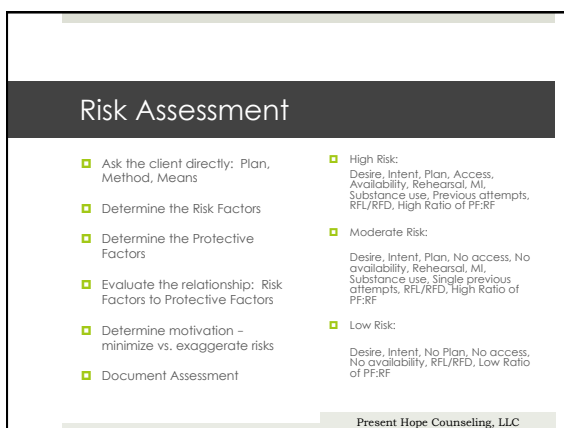 Risk Assessment
Ask the client directly: Plan,
Method, Means
Determine the Risk Factors
Determine the Protective
Factors
Evaluate the relationship: Risk
Factors to Protective Factors
Determine motivation –
minimize vs. exaggerate risks
Document Assessment
High Risk:
Desire, Intent, Plan, Access,
Availability, Rehearsal, MI,
Substance use, Previous attempts,
RFL/RFD, High Ratio of PF:RF
Moderate Risk:
Desire, Intent, Plan, No access, No
availability, Rehearsal, MI,
Substance use, Single previous
attempts, RFL/RFD, High Ratio of
PF:RF
Low Risk:
Desire, Intent, No Plan, No access,
No availability, RFL/RFD, Low Ratio
of PF:RF
Present Hope Counseling, LLC